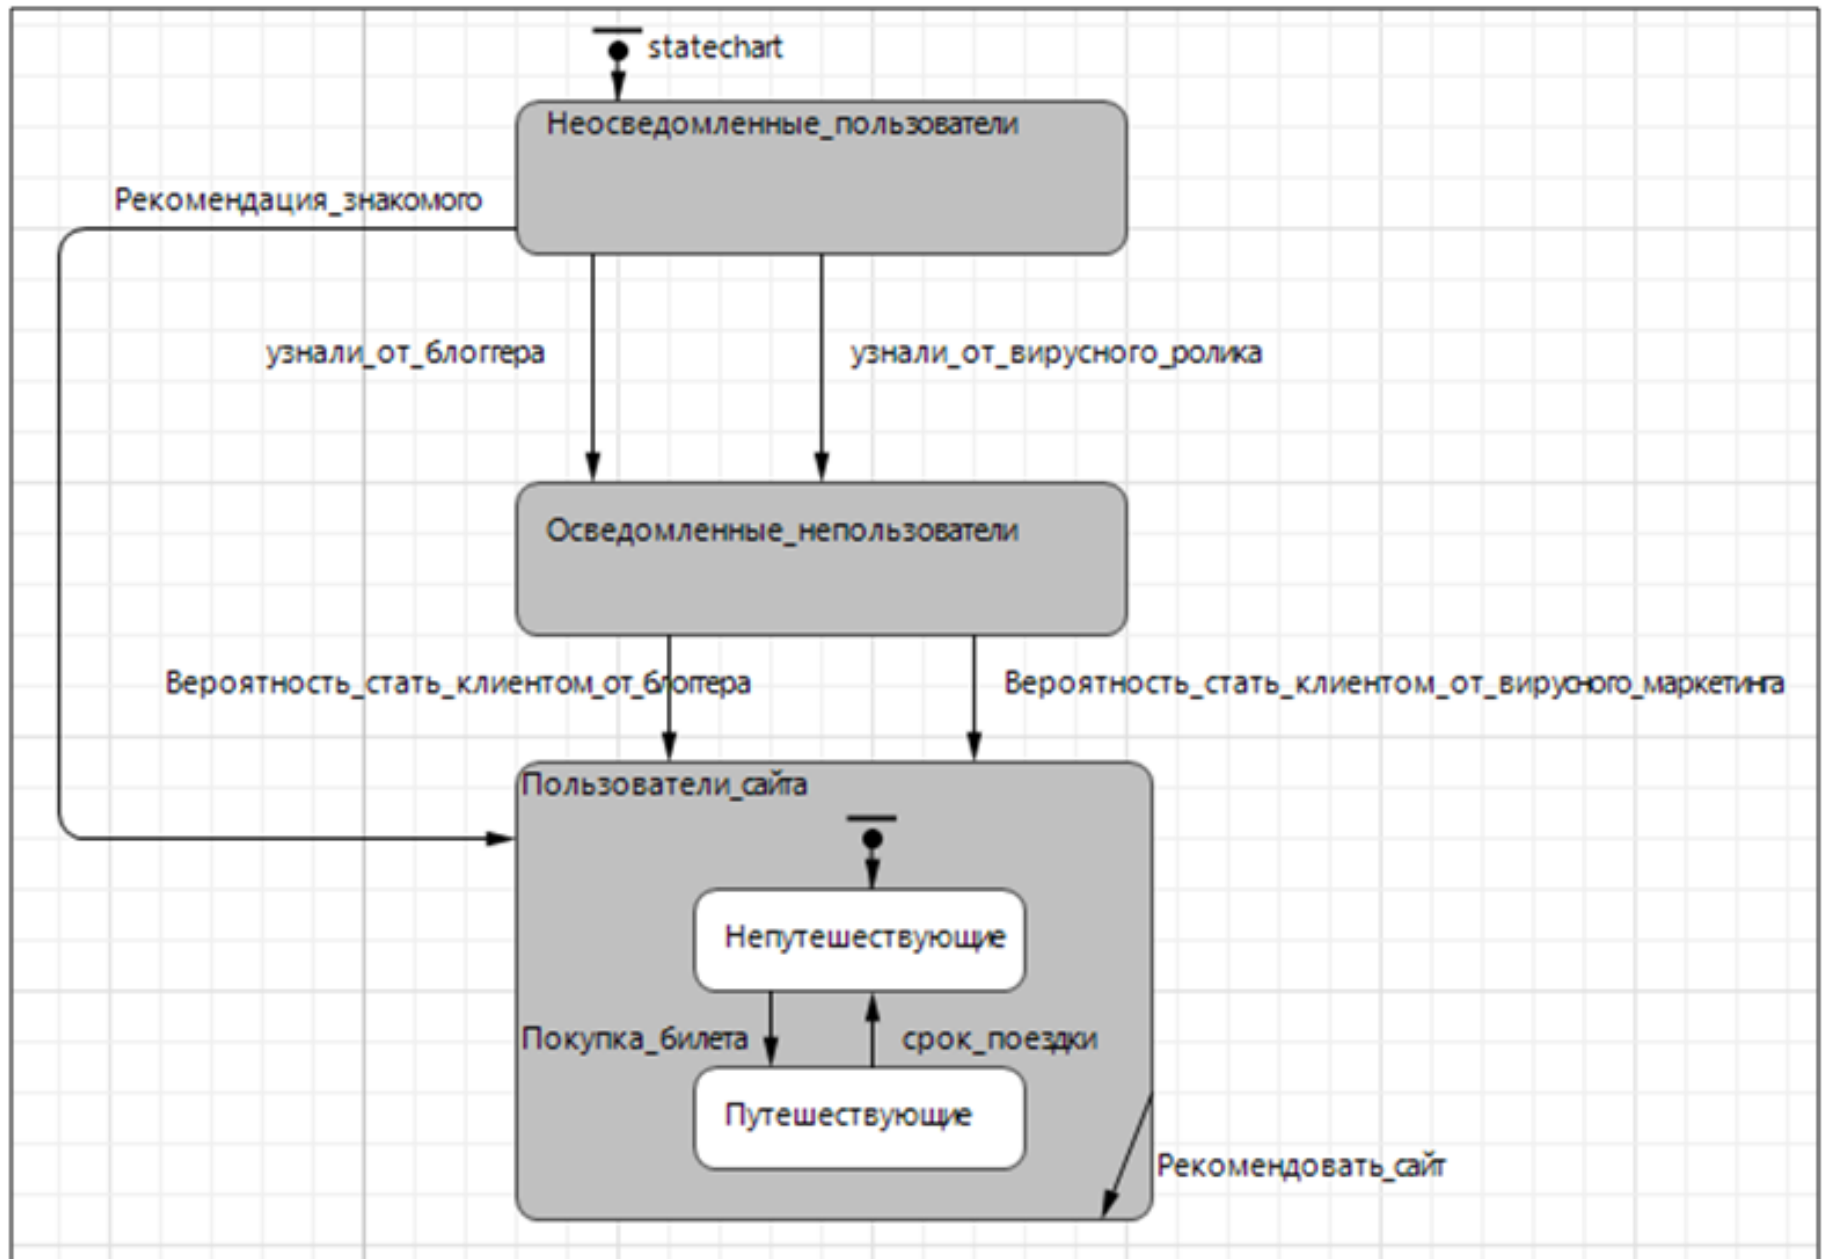 statechart
Неосведомленные_пользователи
Рекомендация_знакомого
узнали_от_блоггера
узнали_от_вирусного_ролика
Осведомленные_непользователи
Вероятность_стать_клиентом_от_блоггера
Вероятность_стать_клиентом_от_вирусного_маркетинга
Пользователи_сайта
Непутешествующие
Покупка_билета
срок_поездки
Путешествующие
Рекомендовать_сайт